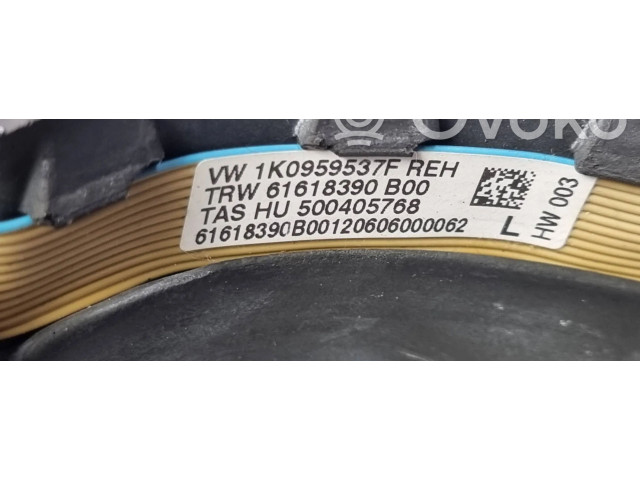 VW 1K0959537F REH
TRW 61618390 B00
TAS HU 500405768
61618390B00120606000062
L
HW 003
OVOKO